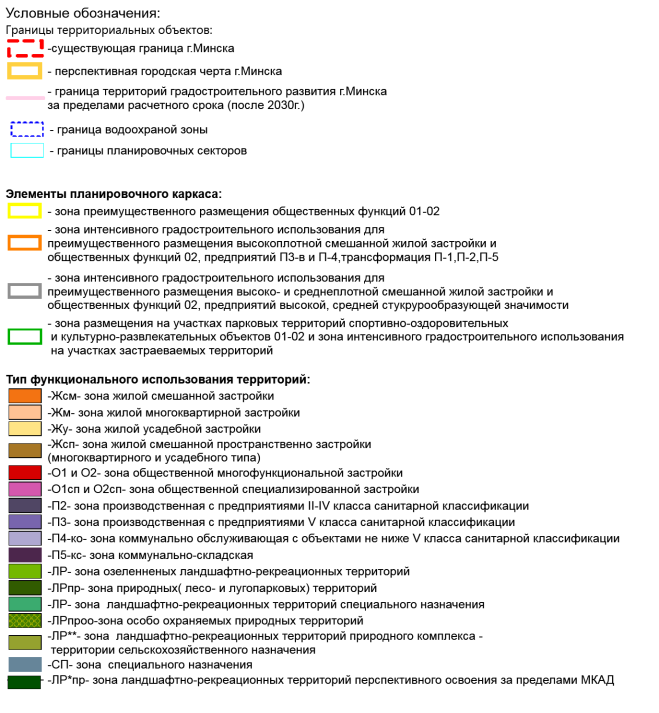 Условные обозначения:
Границы территориальных объектов:
-существующая граница г.Минска
- перспективная городская черта г.Минска
- граница территорий градостроительного развития г.Минска
за пределами расчетного срока (после 2030г.)
- граница водоохраной зоны
- границы планировочных секторов
Элементы планировочного каркаса:
- зона преимущественного размещения общественных функций 01-02
- зона интенсивного градостроительного использования для
преимущественного размещения высокоплотной смешанной жилой застройки и
общественных функций 02, предприятий П3-в и П-4,трансформация П-1,П-2,П-5
- зона интенсивного градостроительного использования для
преимущественного размещения высоко- и среднеплотной смешанной жилой застройки и
общественных функций 02, предприятий высокой, средней стукрурообразующей значимости
- зона размещения на участках парковых территорий спортивно-оздоровительных
и культурно-развлекательных объектов 01-02 и зона интенсивного градостроительного использования
на участках застраеваемых территорий
Тип функционального использования территорий:
-Жсм- зона жилой смешанной застройки
-Жм- зона жилой многоквартирной застройки
-Жу- зона жилой усадебной застройки
-Жсп- зона жилой смешанной пространственно застройки
(многоквартирного и усадебного типа)
-О1 и О2- зона общественной многофункциональной застройки
-О1сп и О2сп- зона общественной специализированной застройки
-П2- зона производственная с предприятиями II-IV класса санитарной классификации
-П3- зона производственная с предприятиями V класса санитарной классификации
-П4-ко- зона коммунально обслуживающая с объектами не ниже V класса санитарной классификации
-П5-кс- зона коммунально-складская
-ЛР- зона озелененных ландшафтно-рекреационных территорий
-ЛРпр- зона природных( лесо- и лугопарковых) территорий
-ЛР- зона ландшафтно-рекреационных территорий специального назначения
-ЛРпроо-зона особо охраняемых природных территорий
-ЛР**- зона ландшафтно-рекреационных территорий природного комплекса -
территории сельскохозяйственного назначения
-СП- зона специального назначения
-ЛР*пр- зона ландшафтно-рекреационных территорий перспективного освоения за пределами МКАД